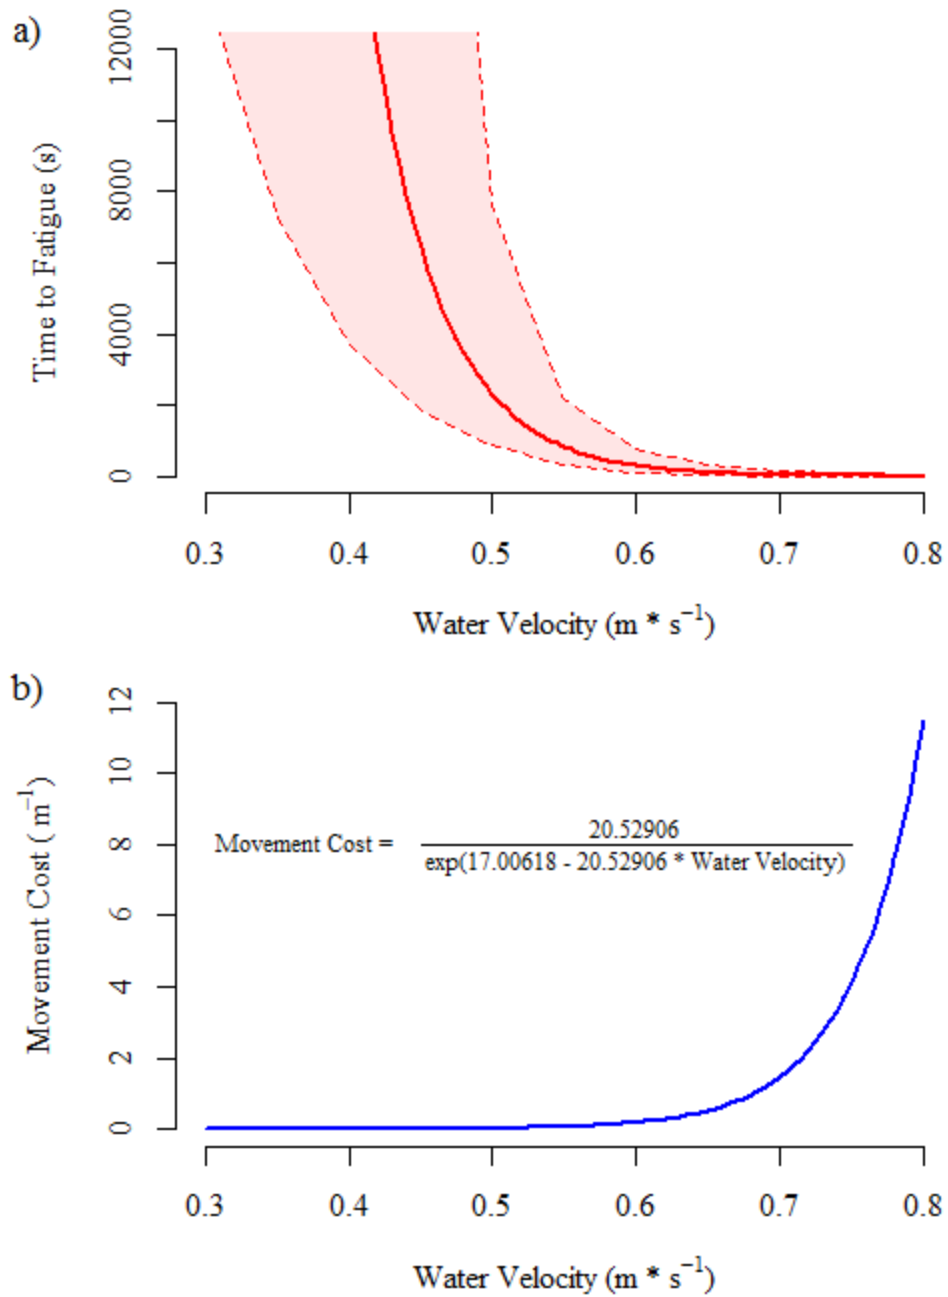 a)
Time to Fatigue (s)
12000
8000
4000
0
0.3 0.4 0.5 0.6 0.7 0.8
Water Velocity (m * s⁻¹)
b)
Movement Cost ( m⁻¹)
12
10
8
6
4
2
0
Movement Cost =
20.52906
exp(17.00618 - 20.52906 * Water Velocity)
0.3 0.4 0.5 0.6 0.7 0.8
Water Velocity (m * s⁻¹)